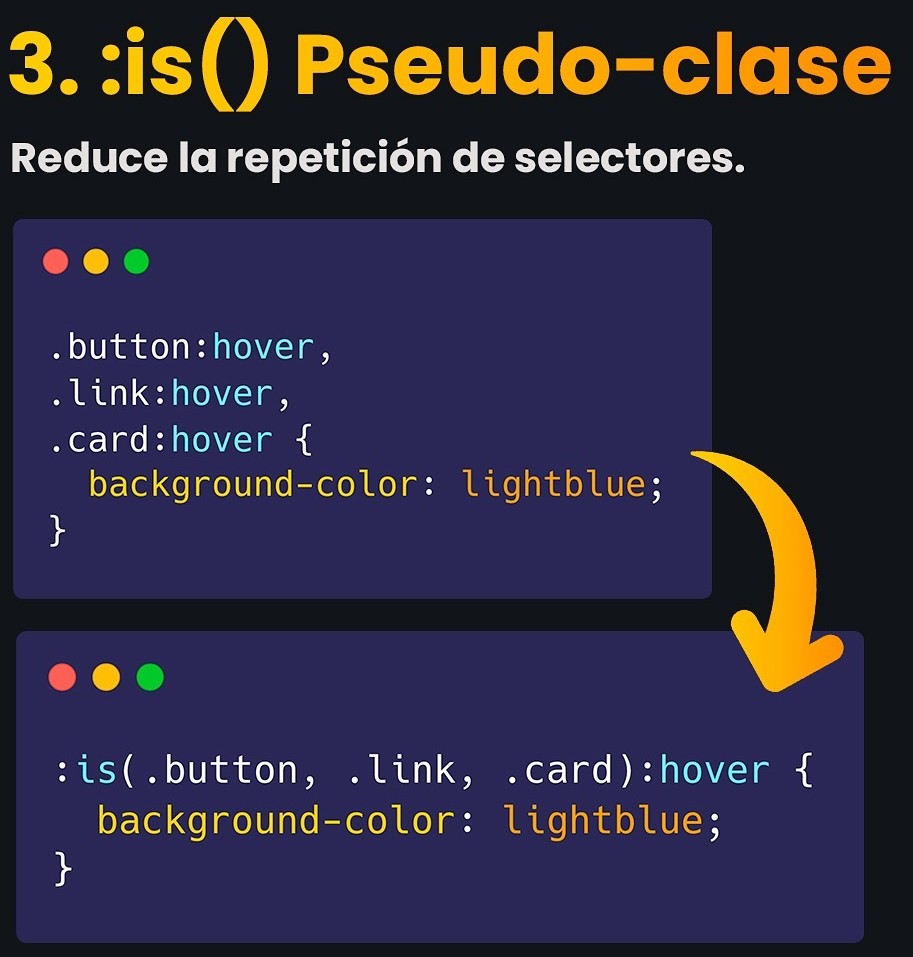 3. :is() Pseudo-clase
Reduce la repetición de selectores.
.button:hover,
.link:hover,
.card:hover {
  background-color: lightblue;
}
:is(.button, .link, .card):hover {
  background-color: lightblue;
}